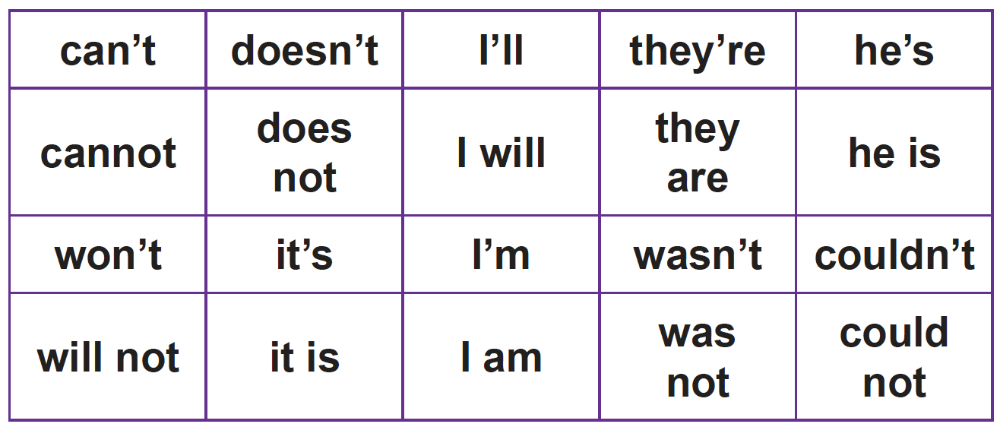 can’t doesn’t I’ll they’re he’s
cannot does not I will they are he is
won’t it’s I’m wasn’t couldn’t
will not it is I am was not could not